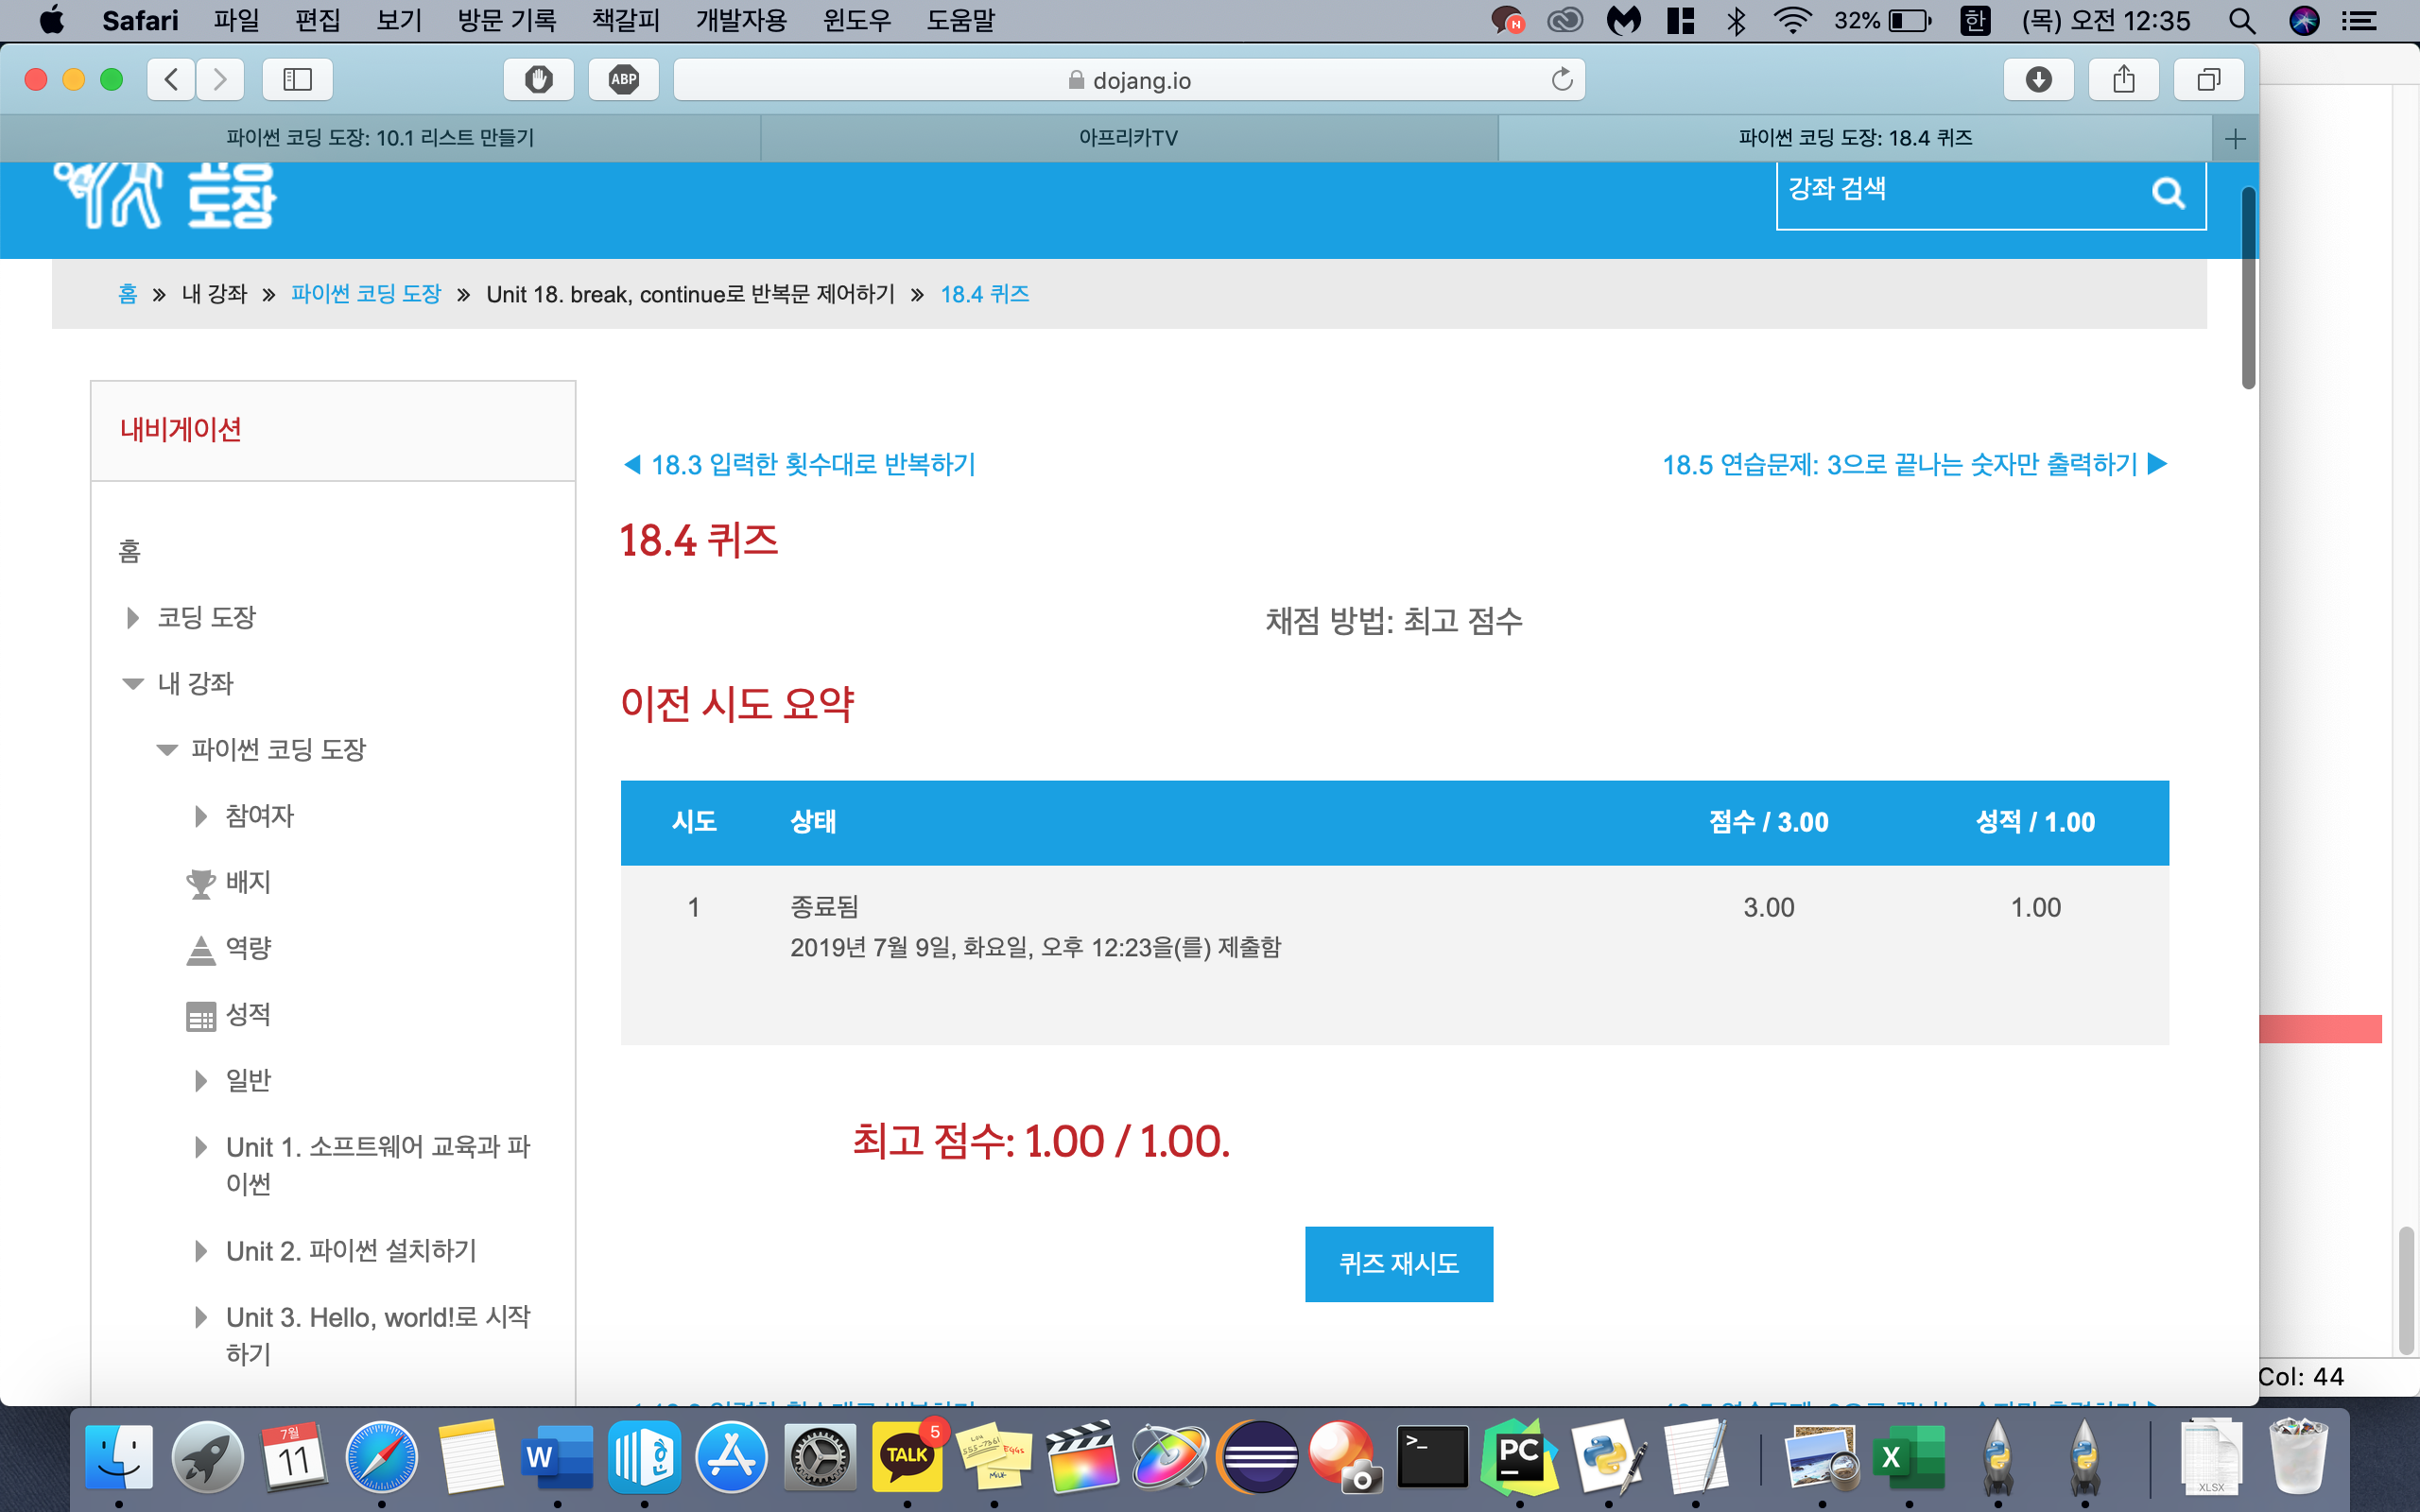 Safari 파일 편집 보기 방문 기록 책갈피 개발자용 윈도우 도움말 N 32% 한 (목) 오전 12:35
ABP dojang.io
파이썬 코딩 도장: 10.1 리스트 만들기 아프리카TV 파이썬 코딩 도장: 18.4 퀴즈
도장 강좌 검색
홈 » 내 강좌 » 파이썬 코딩 도장 » Unit 18. break, continue로 반복문 제어하기 » 18.4 퀴즈
내비게이션
홈
코딩 도장
내 강좌
파이썬 코딩 도장
참여자
배지
역량
성적
일반
Unit 1. 소프트웨어 교육과 파
이썬
Unit 2. 파이썬 설치하기
Unit 3. Hello, world!로 시작
하기
◀ 18.3 입력한 횟수대로 반복하기 18.5 연습문제: 3으로 끝나는 숫자만 출력하기 ▶
18.4 퀴즈
채점 방법: 최고 점수
이전 시도 요약
시도 상태 점수 / 3.00 성적 / 1.00
1 종료됨 3.00 1.00
2019년 7월 9일, 화요일, 오후 12:23을(를) 제출함
최고 점수: 1.00 / 1.00.
퀴즈 재시도
Col: 44
7월
11
W
TALK
5
EGGS
MILK
>_
PC
X
XLSX